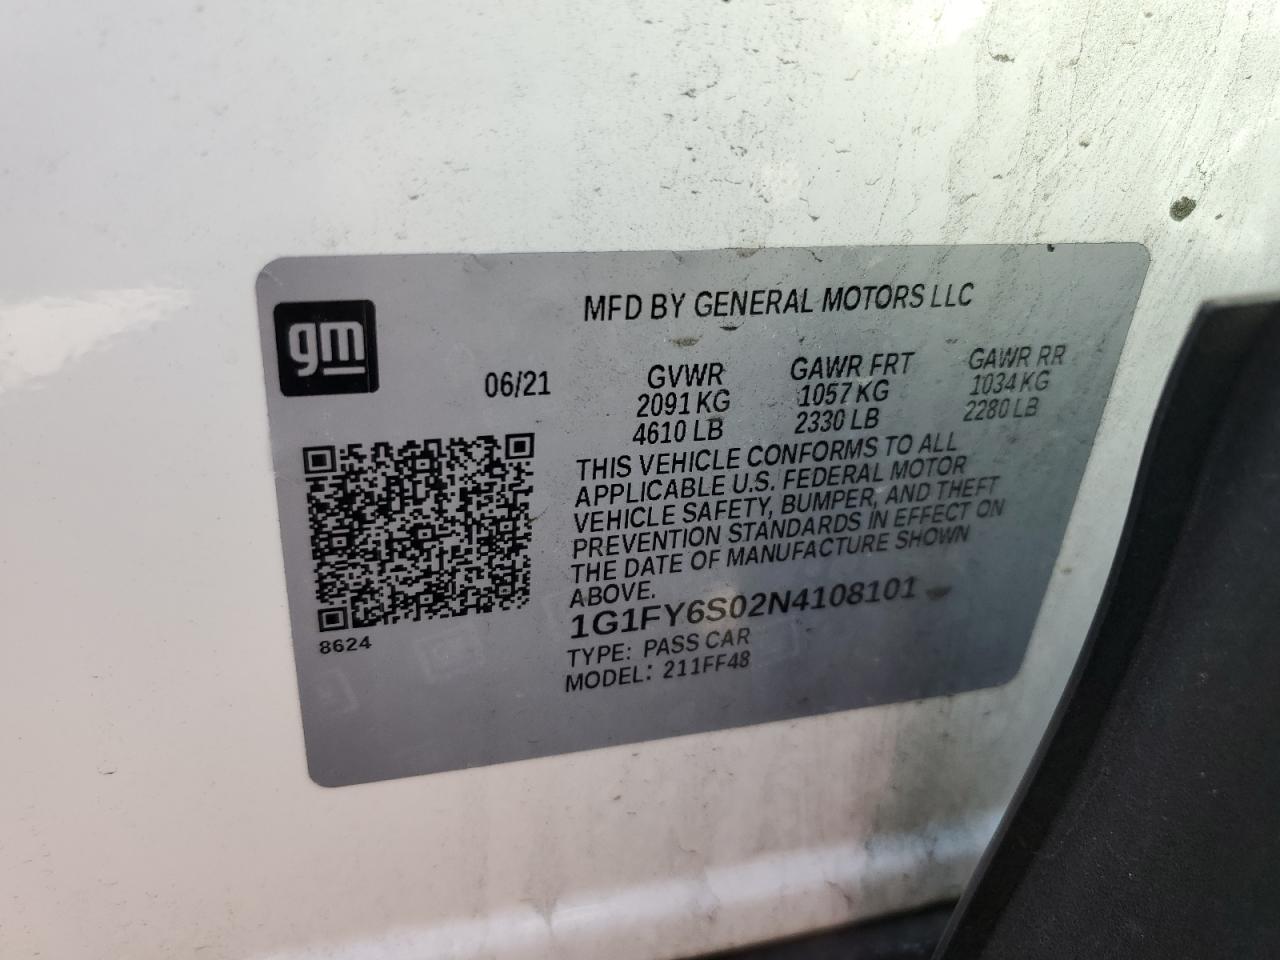 gm
MFD BY GENERAL MOTORS LLC
06/21
GVWR GAWR FRT GAWR RR
2091 KG 1057 KG 1034 KG
4610 LB 2330 LB 2280 LB
THIS VEHICLE CONFORMS TO ALL
APPLICABLE U.S. FEDERAL MOTOR
VEHICLE SAFETY, BUMPER, AND THEFT
PREVENTION STANDARDS IN EFFECT ON
THE DATE OF MANUFACTURE SHOWN
ABOVE.
1G1FY6S02N4108101
TYPE: PASS CAR
MODEL: 211FF48
8624